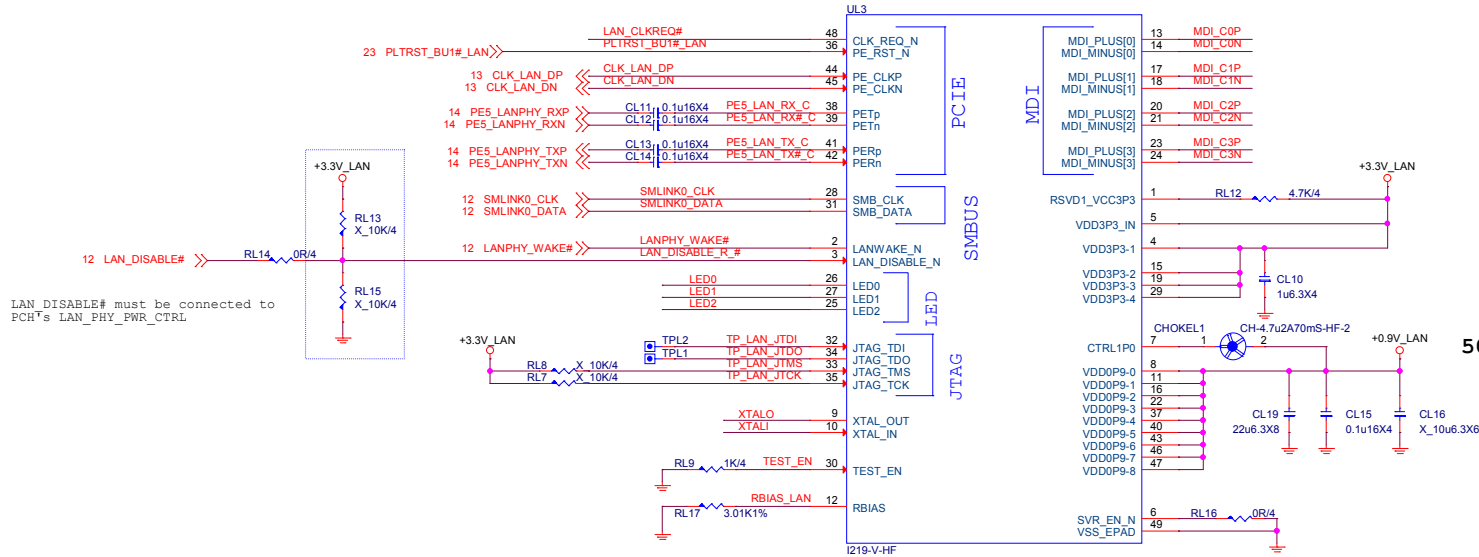 UL3
LAN_CLKREQ# 48 CLK_REQ_N
23 PLTRST_BU1#_LAN PLTRST_BU1#_LAN 36 PE_RST_N
13 CLK_LAN_DP CLK_LAN_DP 44 PE_CLKP
13 CLK_LAN_DN CLK_LAN_DN 45 PE_CLKN
14 PE5_LANPHY_RXP CL11 0.1u16X4 PE5_LAN_RX_C 38 PETp
14 PE5_LANPHY_RXN CL12 0.1u16X4 PE5_LAN_RX#_C 39 PETn
14 PE5_LANPHY_TXP CL13 0.1u16X4 PE5_LAN_TX_C 41 PERp
14 PE5_LANPHY_TXN CL14 0.1u16X4 PE5_LAN_TX#_C 42 PERn
PCIE
12 SMLINK0_CLK SMLINK0_CLK 28 SMB_CLK
12 SMLINK0_DATA SMLINK0_DATA 31 SMB_DATA
SMBUS
12 LANPHY_WAKE# LANPHY_WAKE# 2 LANWAKE_N
+3.3V_LAN
RL13
X_10K/4
12 LAN_DISABLE# RL14 0R/4 LAN_DISABLE_R_# 3 LAN_DISABLE_N
RL15
X_10K/4
LAN_DISABLE# must be connected to
PCH's LAN_PHY_PWR_CTRL
LED0 26 LED0
LED1 27 LED1
LED2 25 LED2
LED
+3.3V_LAN
TPL2 TP_LAN_JTDI 32 JTAG_TDI
TPL1 TP_LAN_JTDO 34 JTAG_TDO
RL8 X_10K/4 TP_LAN_JTMS 33 JTAG_TMS
RL7 X_10K/4 TP_LAN_JTCK 35 JTAG_TCK
JTAG
XTALO 9 XTAL_OUT
XTALI 10 XTAL_IN
RL9 1K/4 TEST_EN 30 TEST_EN
RL17 3.01K1% RBIAS_LAN 12 RBIAS
MDI
MDI_PLUS[0] 13 MDI_C0P
MDI_MINUS[0] 14 MDI_C0N
MDI_PLUS[1] 17 MDI_C1P
MDI_MINUS[1] 18 MDI_C1N
MDI_PLUS[2] 20 MDI_C2P
MDI_MINUS[2] 21 MDI_C2N
MDI_PLUS[3] 23 MDI_C3P
MDI_MINUS[3] 24 MDI_C3N
+3.3V_LAN
RSVD1_VCC3P3 1 RL12 4.7K/4
VDD3P3_IN 5
VDD3P3-1 4
VDD3P3-2 15
VDD3P3-3 19
VDD3P3-4 29
CL10
1u6.3X4
CHOKEL1 CH-4.7u2A70mS-HF-2
CTRL1P0 7 1 2
+0.9V_LAN
50
VDD0P9-0 8
VDD0P9-1 11
VDD0P9-2 16
VDD0P9-3 22
VDD0P9-4 37
VDD0P9-5 40
VDD0P9-6 43
VDD0P9-7 46
VDD0P9-8 47
CL19
22u6.3X8
CL15
0.1u16X4
CL16
X_10u6.3X6
SVR_EN_N 6 RL16 0R/4
VSS_EPAD 49
I219-V-HF